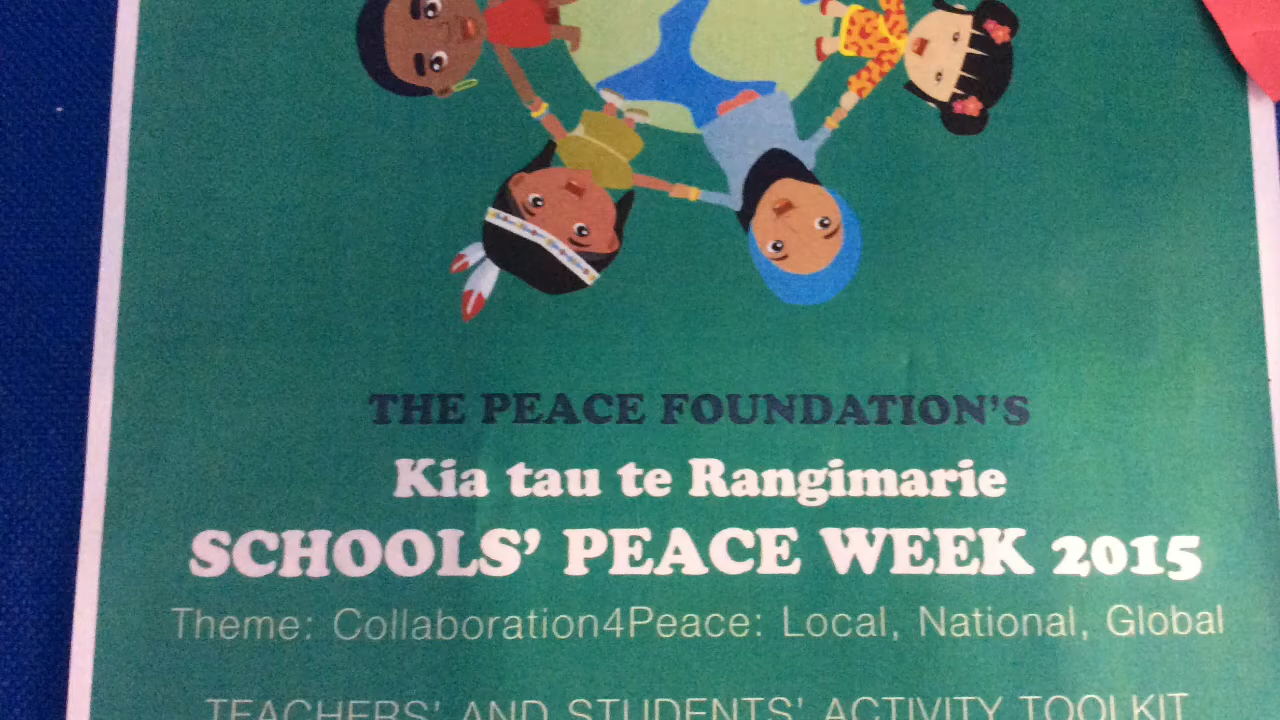 THE PEACE FOUNDATION'S
Kia tau te Rangimarie
SCHOOLS' PEACE WEEK 2015
Theme: Collaboration4Peace: Local, National, Global
TEACHERS' AND STUDENTS' ACTIVITY TOOLKIT